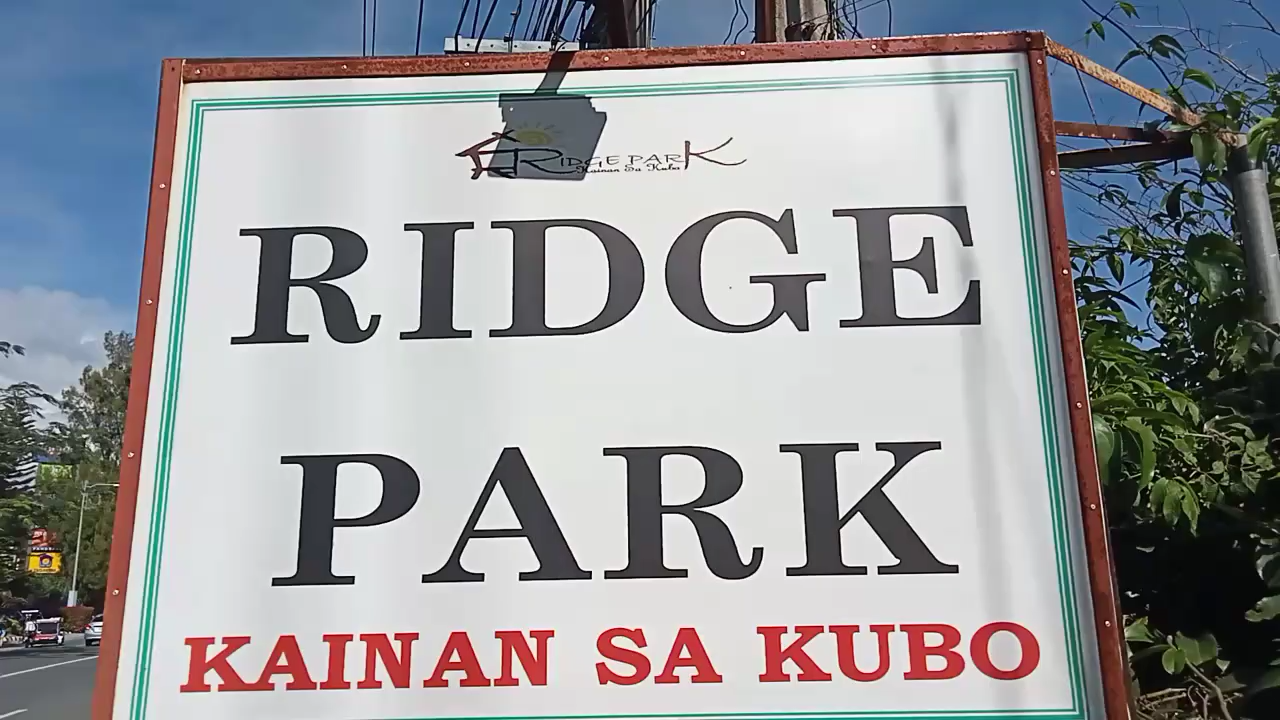 RIDGE PARK
Kainan Sa Kubo
RIDGE
PARK
KAINAN SA KUBO